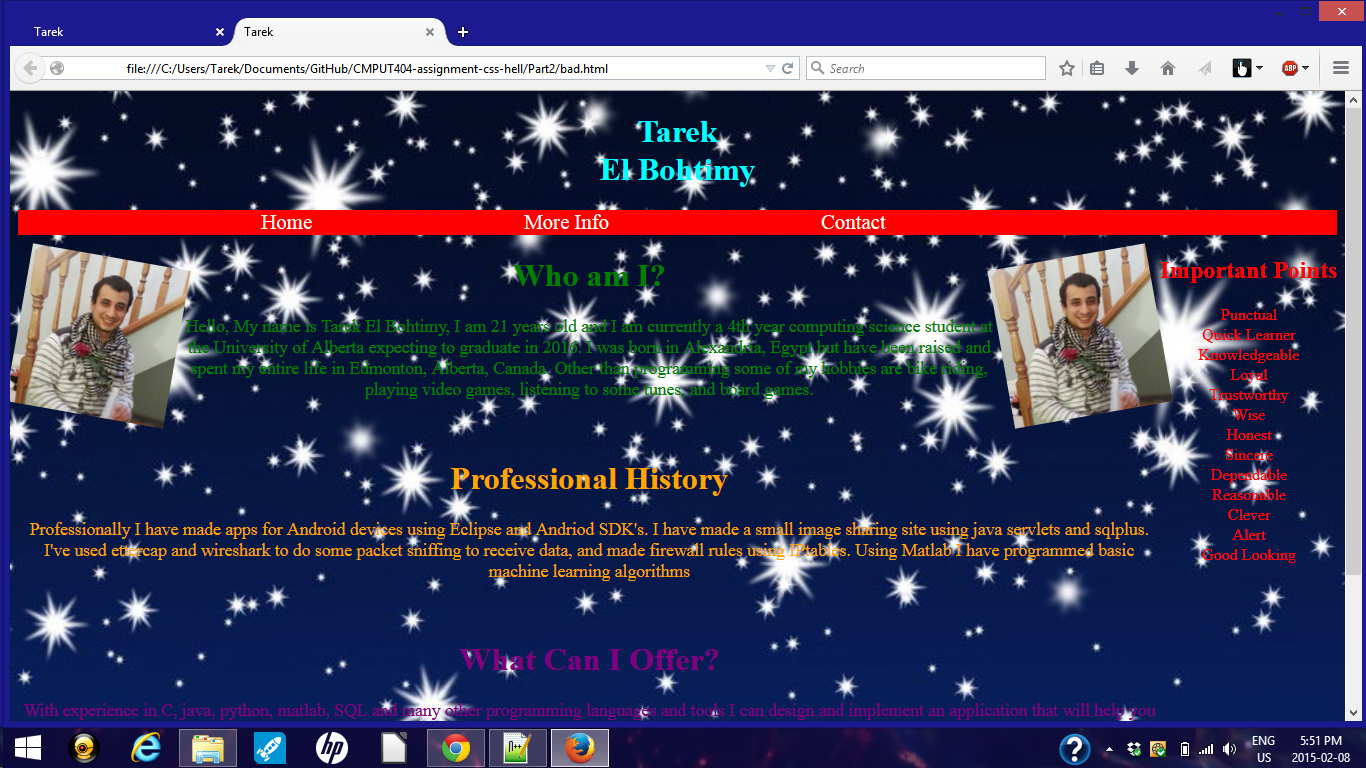 Tarek
Tarek
file:///C:/Users/Tarek/Documents/GitHub/CMPUT404-assignment-css-hell/Part2/bad.html
Search
ABP
Tarek
El Bohtimy
Home More Info Contact
Who am I?
Hello, My name is Tarek El Bohtimy, I am 21 years old and I am currently a 4th year computing science student at
the University of Alberta expecting to graduate in 2016. I was born in Alexandria, Egypt but have been raised and
spent my entire life in Edmonton, Alberta, Canada. Other than programming some of my hobbies are bike riding,
playing video games, listening to some tunes, and board games.
Important Points
Punctual
Quick Learner
Knowledgeable
Loyal
Trustworthy
Wise
Honest
Sincere
Dependable
Reasonable
Clever
Alert
Good Looking
Professional History
Professionally I have made apps for Android devices using Eclipse and Andriod SDK's. I have made a small image sharing site using java servlets and sqlplus.
I've used ettercap and wireshark to do some packet sniffing to receive data, and made firewall rules using IPtables. Using Matlab I have programmed basic
machine learning algorithms
What Can I Offer?
With experience in C, java, python, matlab, SQL and many other programming languages and tools I can design and implement an application that will help you
hp
ENG
US
5:51 PM
2015-02-08